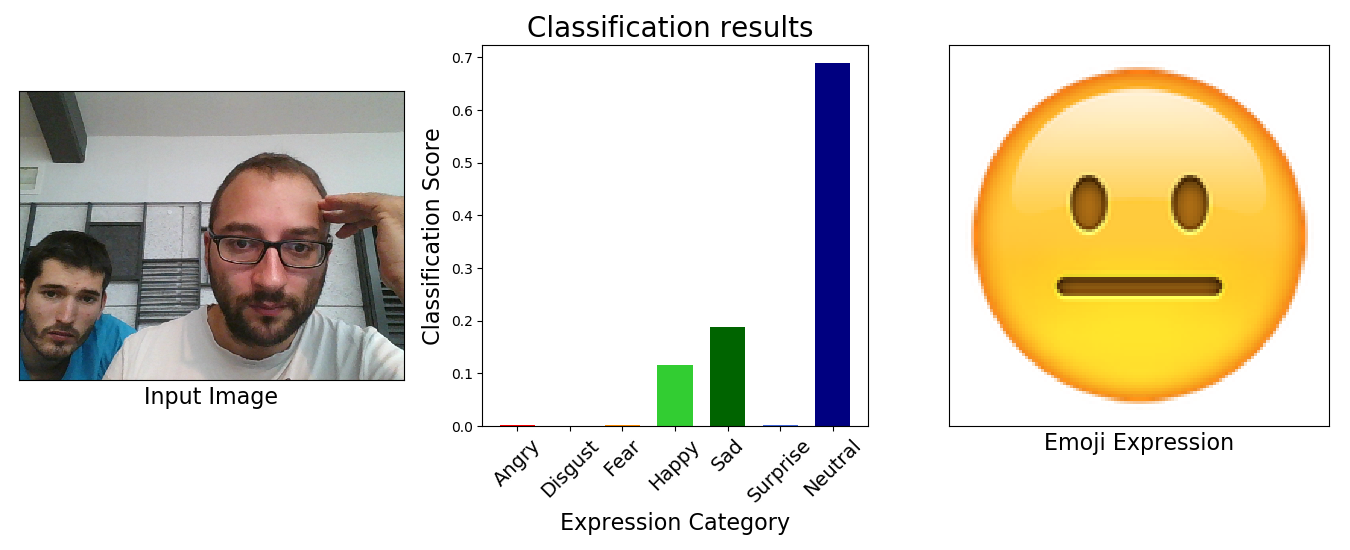 Classification results
Classification Score
0.7
0.6
0.5
0.4
0.3
0.2
0.1
0.0
Angry
Disgust
Fear
Happy
Sad
Surprise
Neutral
Expression Category
Input Image
Emoji Expression